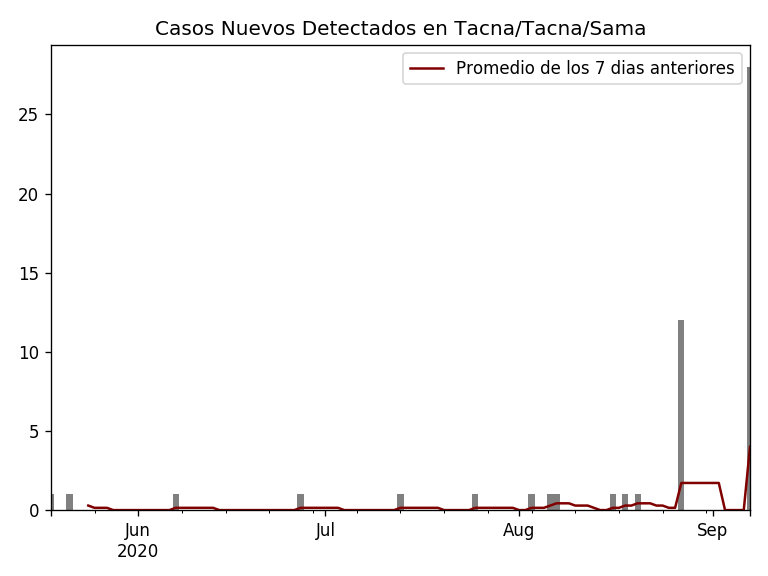 Casos Nuevos Detectados en Tacna/Tacna/Sama
Promedio de los 7 dias anteriores
25
20
15
10
5
0
Jun
2020
Jul
Aug
Sep